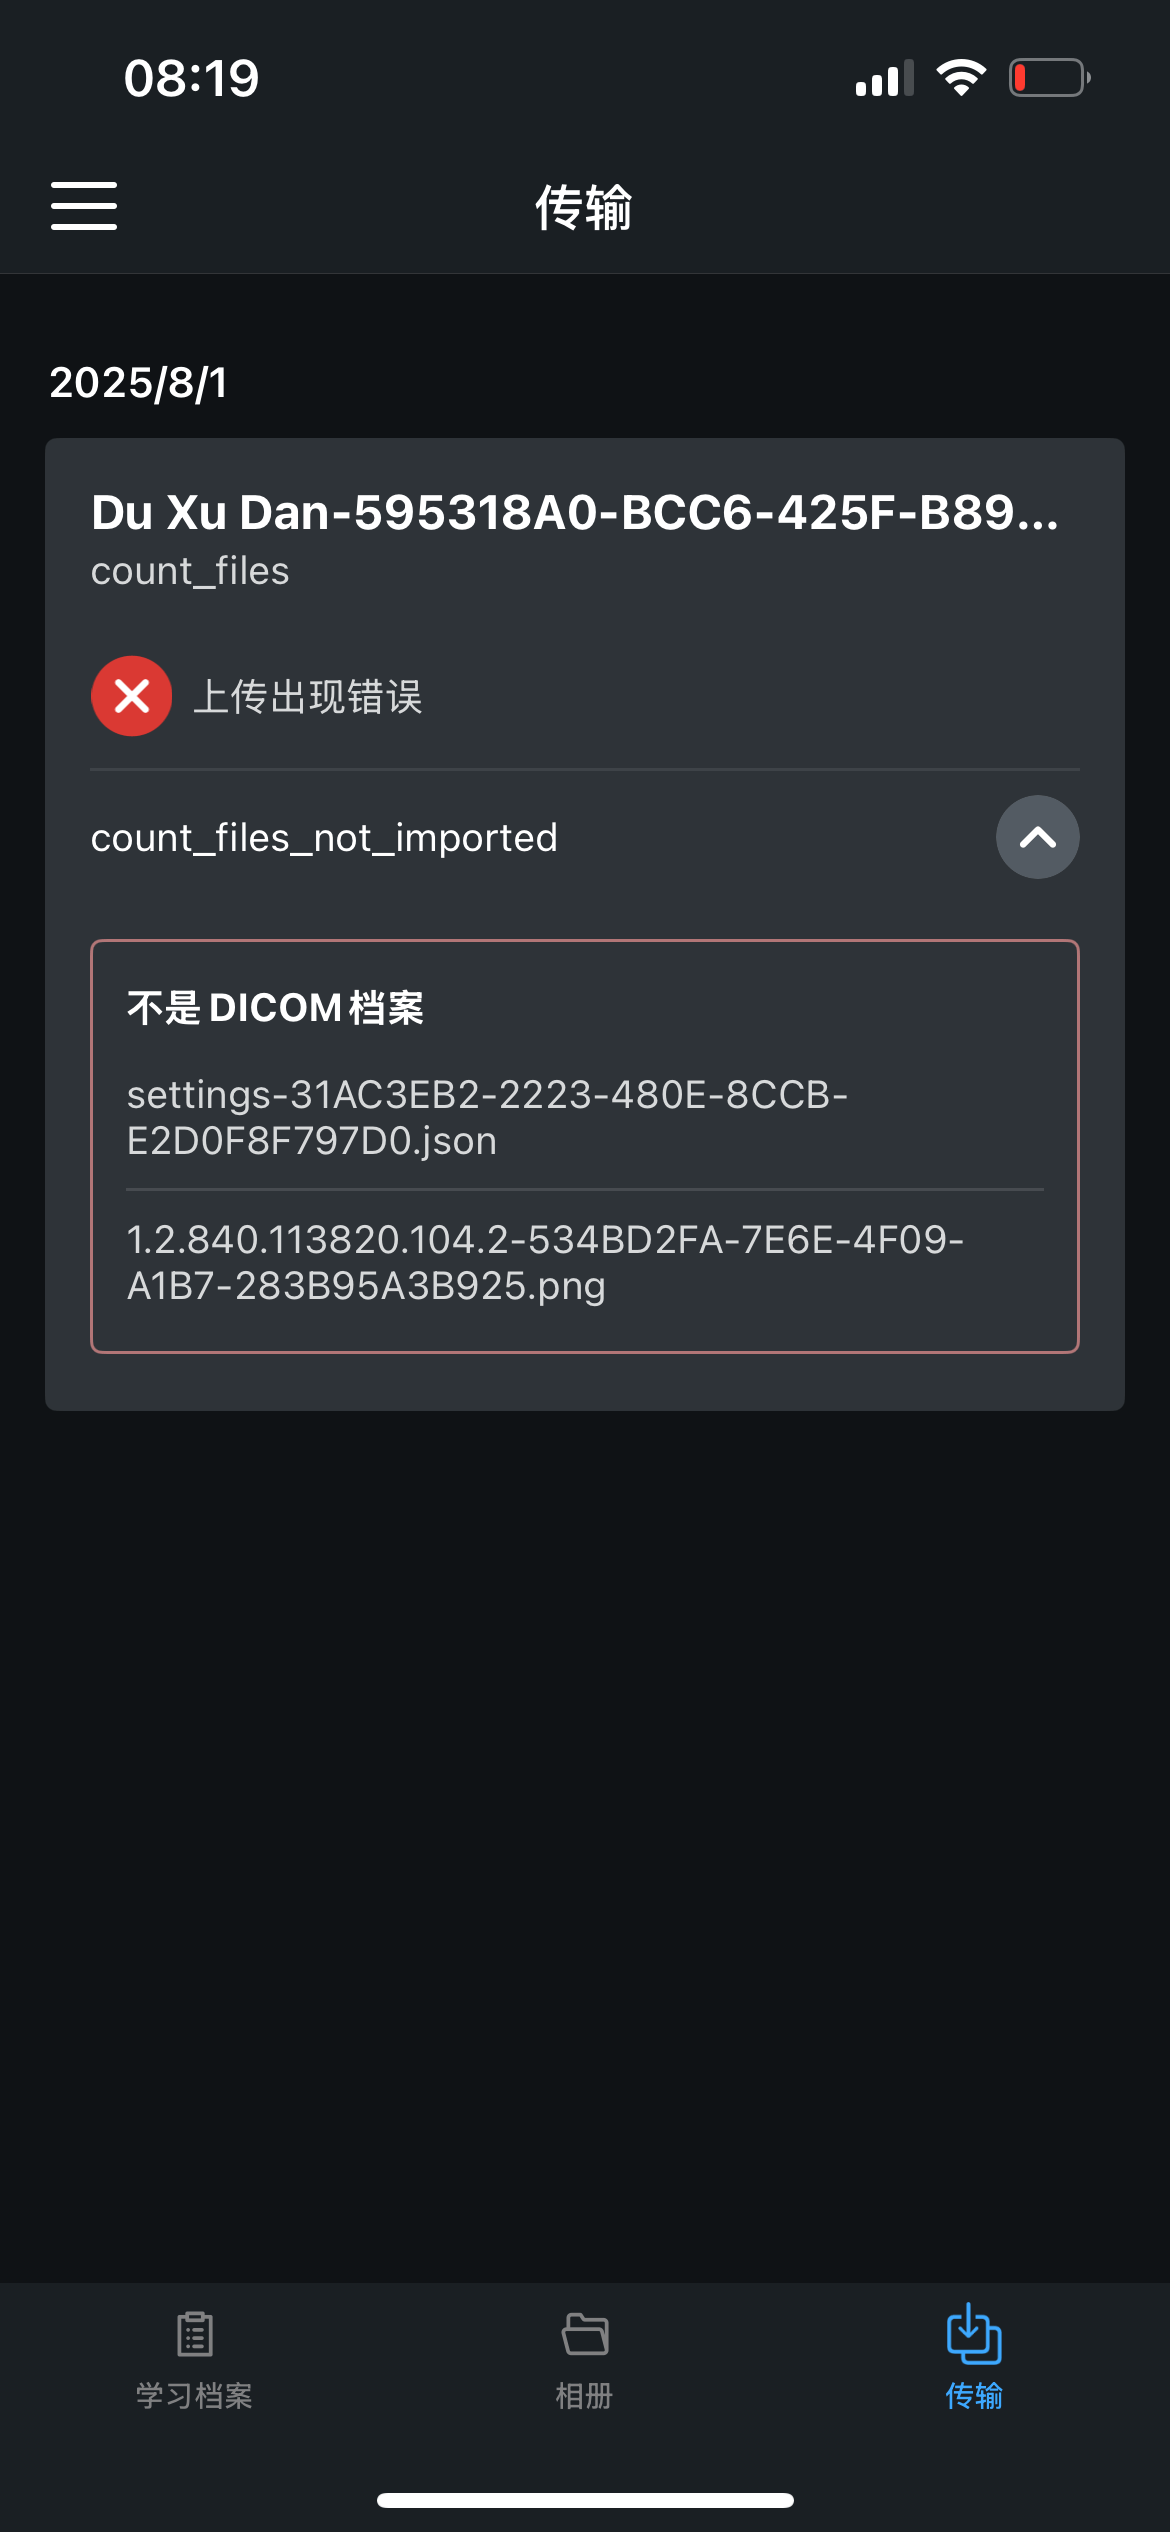 08:19
传输
2025/8/1
Du Xu Dan-595318A0-BCC6-425F-B89...
count_files
上传出现错误
count_files_not_imported
不是 DICOM 档案
settings-31AC3EB2-2223-480E-8CCB-
E2D0F8F797D0.json
1.2.840.113820.104.2-534BD2FA-7E6E-4F09-
A1B7-283B95A3B925.png
学习档案
相册
传输